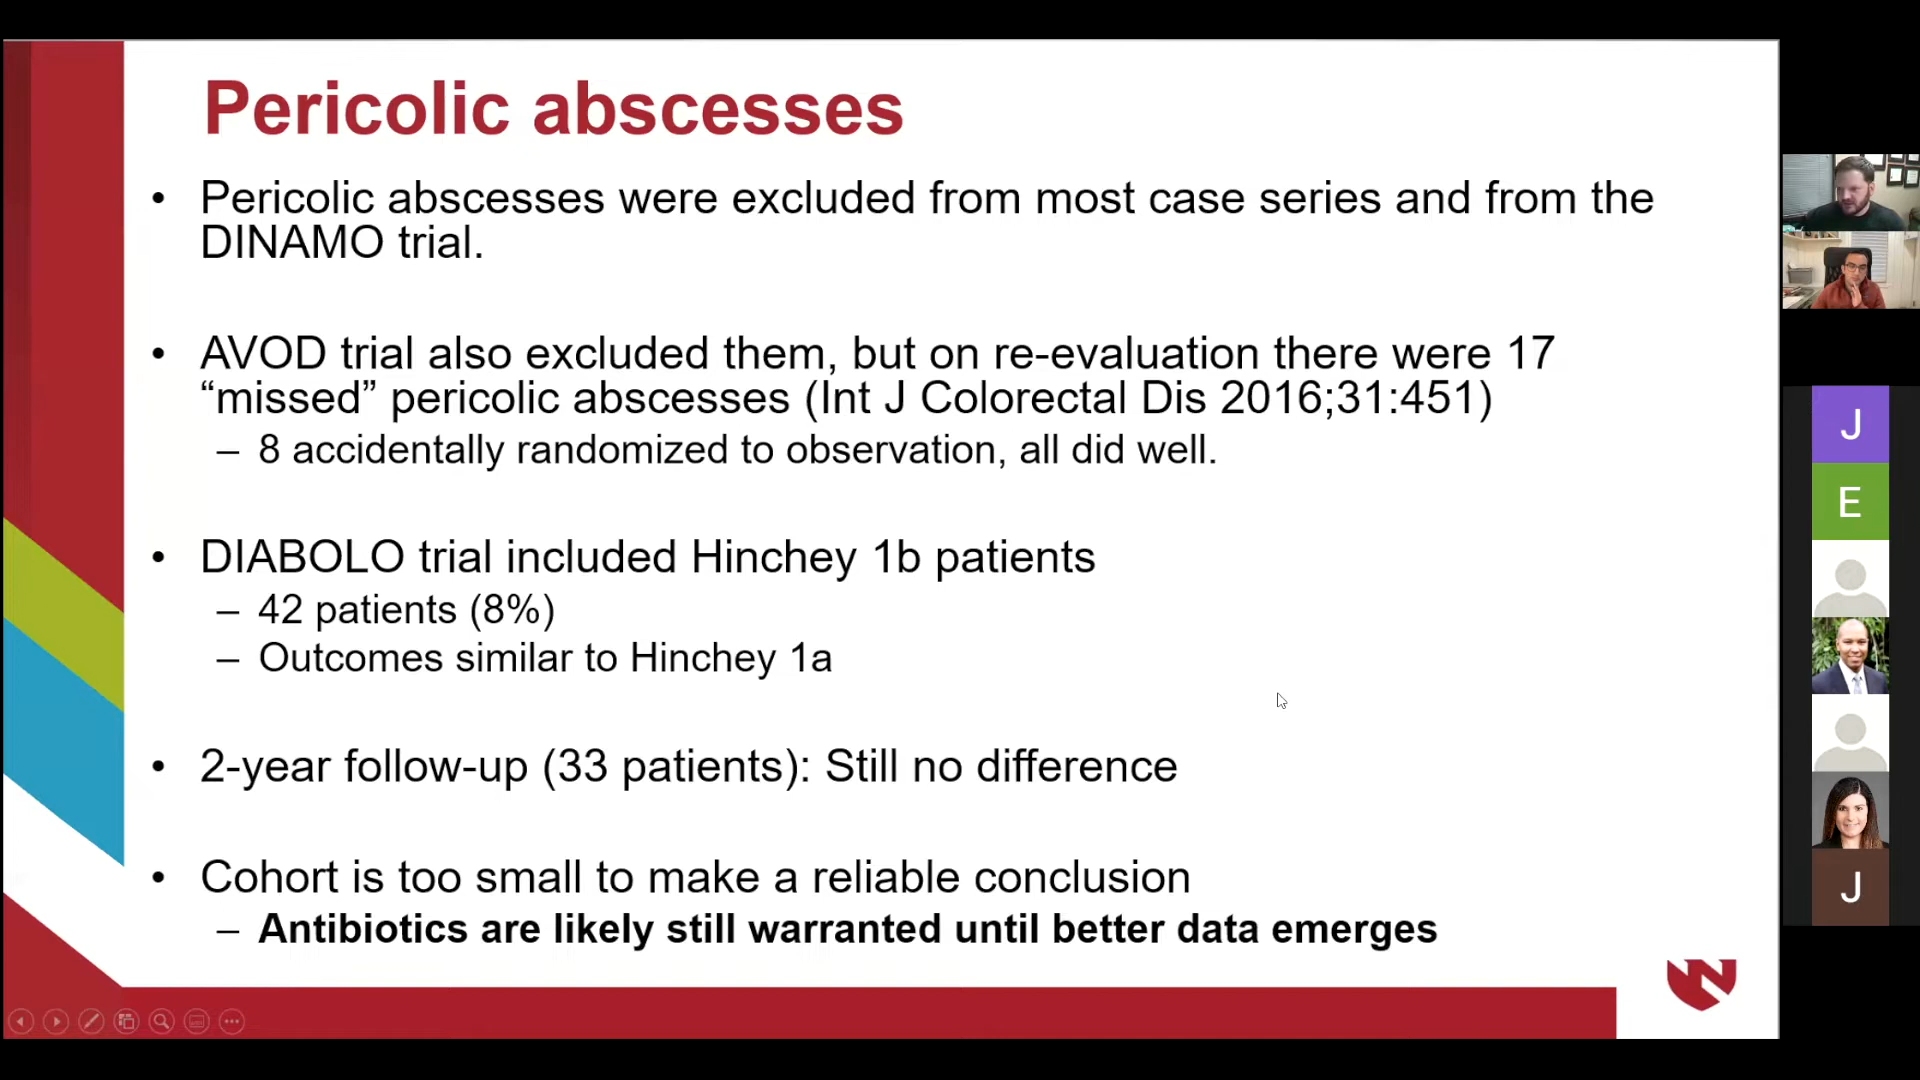 Pericolic abscesses
• Pericolic abscesses were excluded from most case series and from the
DINAMO trial.
• AVOD trial also excluded them, but on re-evaluation there were 17
“missed” pericolic abscesses (Int J Colorectal Dis 2016;31:451)
– 8 accidentally randomized to observation, all did well.
• DIABOLO trial included Hinchey 1b patients
– 42 patients (8%)
– Outcomes similar to Hinchey 1a
• 2-year follow-up (33 patients): Still no difference
• Cohort is too small to make a reliable conclusion
– Antibiotics are likely still warranted until better data emerges
J
E
J